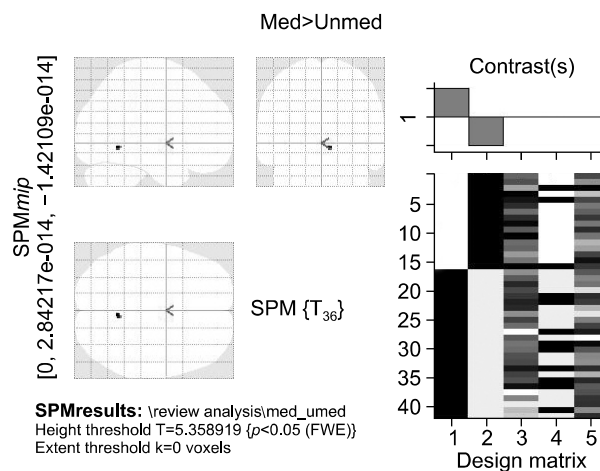 Med>Unmed
SPMmip
[0, 2.84217e-014, −1.42109e-014]
<
<
<
SPM {T36}
SPMresults: \review analysis\med_umed
Height threshold T=5.358919 {p<0.05 (FWE)}
Extent threshold k=0 voxels
Contrast(s)
1
5
10
15
20
25
30
35
40
1 2 3 4 5
Design matrix